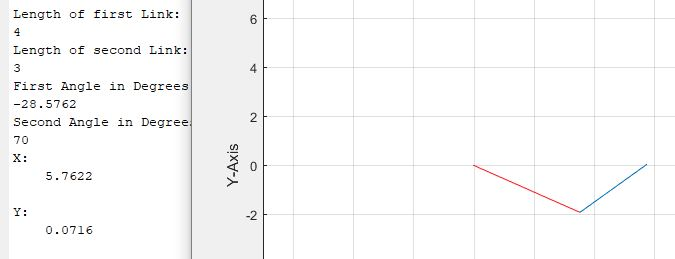 Length of first Link:
4
Length of second Link:
3
First Angle in Degrees
-28.5762
Second Angle in Degree
70
X:
5.7622
Y:
0.0716
6
4
2
0
-2
Y-Axis